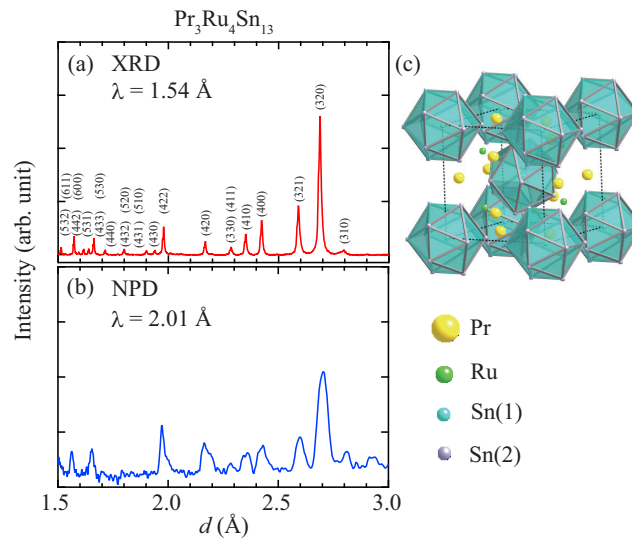 Pr₃Ru₄Sn₁₃
(a) XRD
λ = 1.54 Å
(532) (611)
(442) (600)
(531)
(433) (530)
(440)
(432) (520)
(431) (510)
(430)
(422)
(420)
(330) (411)
(410)
(400)
(321)
(320)
(310)
(b) NPD
λ = 2.01 Å
Intensity (arb. unit)
1.5 2.0 2.5 3.0
d (Å)
(c)
Pr
Ru
Sn(1)
Sn(2)